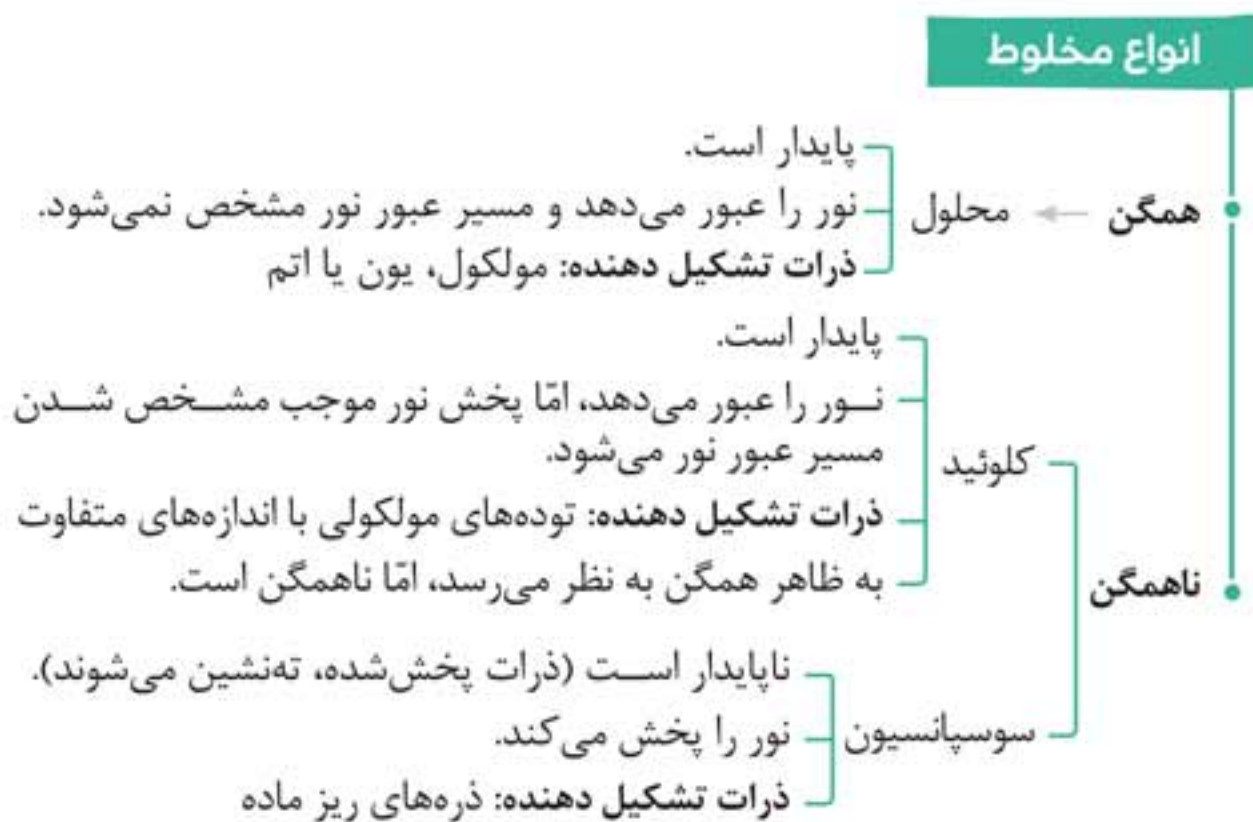 انواع مخلوط
همگن ← محلول
پایدار است.
نور را عبور می‌دهد و مسیر عبور نور مشخص نمی‌شود.
ذرات تشکیل دهنده: مولکول، یون یا اتم
ناهمگن
کلوئید
پایدار است.
نور را عبور می‌دهد، امّا پخش نور موجب مشخص شدن
مسیر عبور نور می‌شود.
ذرات تشکیل دهنده: توده‌های مولکولی با اندازه‌های متفاوت
به ظاهر همگن به نظر می‌رسد، امّا ناهمگن است.
سوسپانسیون
ناپایدار است (ذرات پخش‌شده، ته‌نشین می‌شوند).
نور را پخش می‌کند.
ذرات تشکیل دهنده: ذره‌های ریز ماده